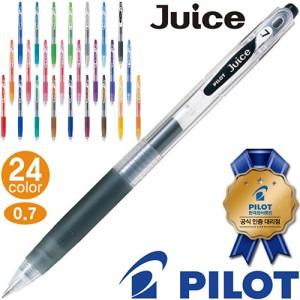 Juice
PILOT Juice
24
color
0.7
PILOT
공식 인증 대리점
PILOT